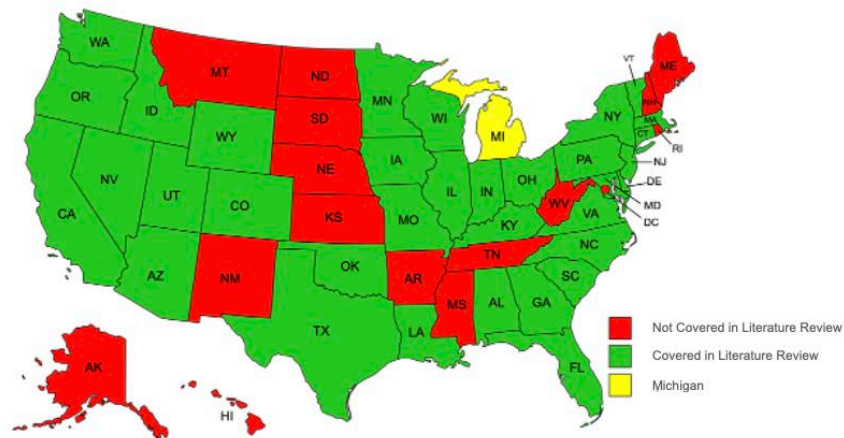 WA
MT
ND
ME
VT
OR
MN
NH
ID
SD
WI
NY
MA
WY
MI
CT
RI
IA
PA
NJ
NE
NV
OH
IL
IN
DE
UT
CO
WV
MD
CA
MO
VA
KS
KY
DC
NC
TN
OK
AZ
NM
AR
SC
MS
AL
GA
TX
LA
Not Covered in Literature Review
Covered in Literature Review
AK
FL
Michigan
HI